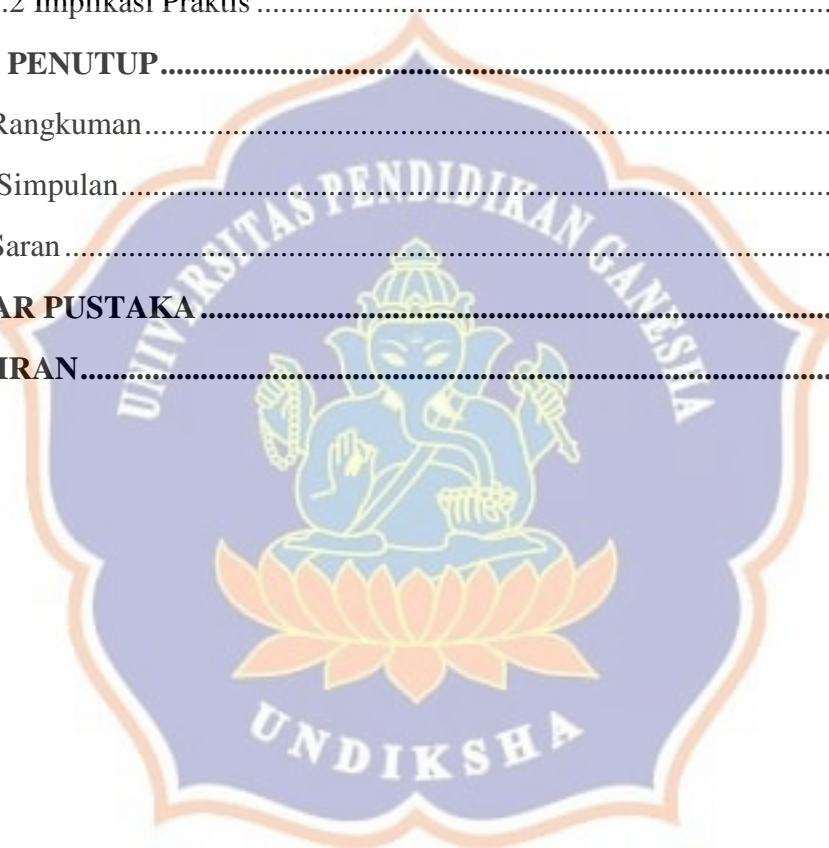 .2 Implikasi Praktis ..........................................................................
PENUTUP...................................................................................
Rangkuman.....................................................................................
Simpulan........................................................................................
Saran ...............................................................................................
AR PUSTAKA ..............................................................................
IRAN.............................................................................................
UNIVERSITAS PENDIDIKAN GANESHA
UNDIKSHA